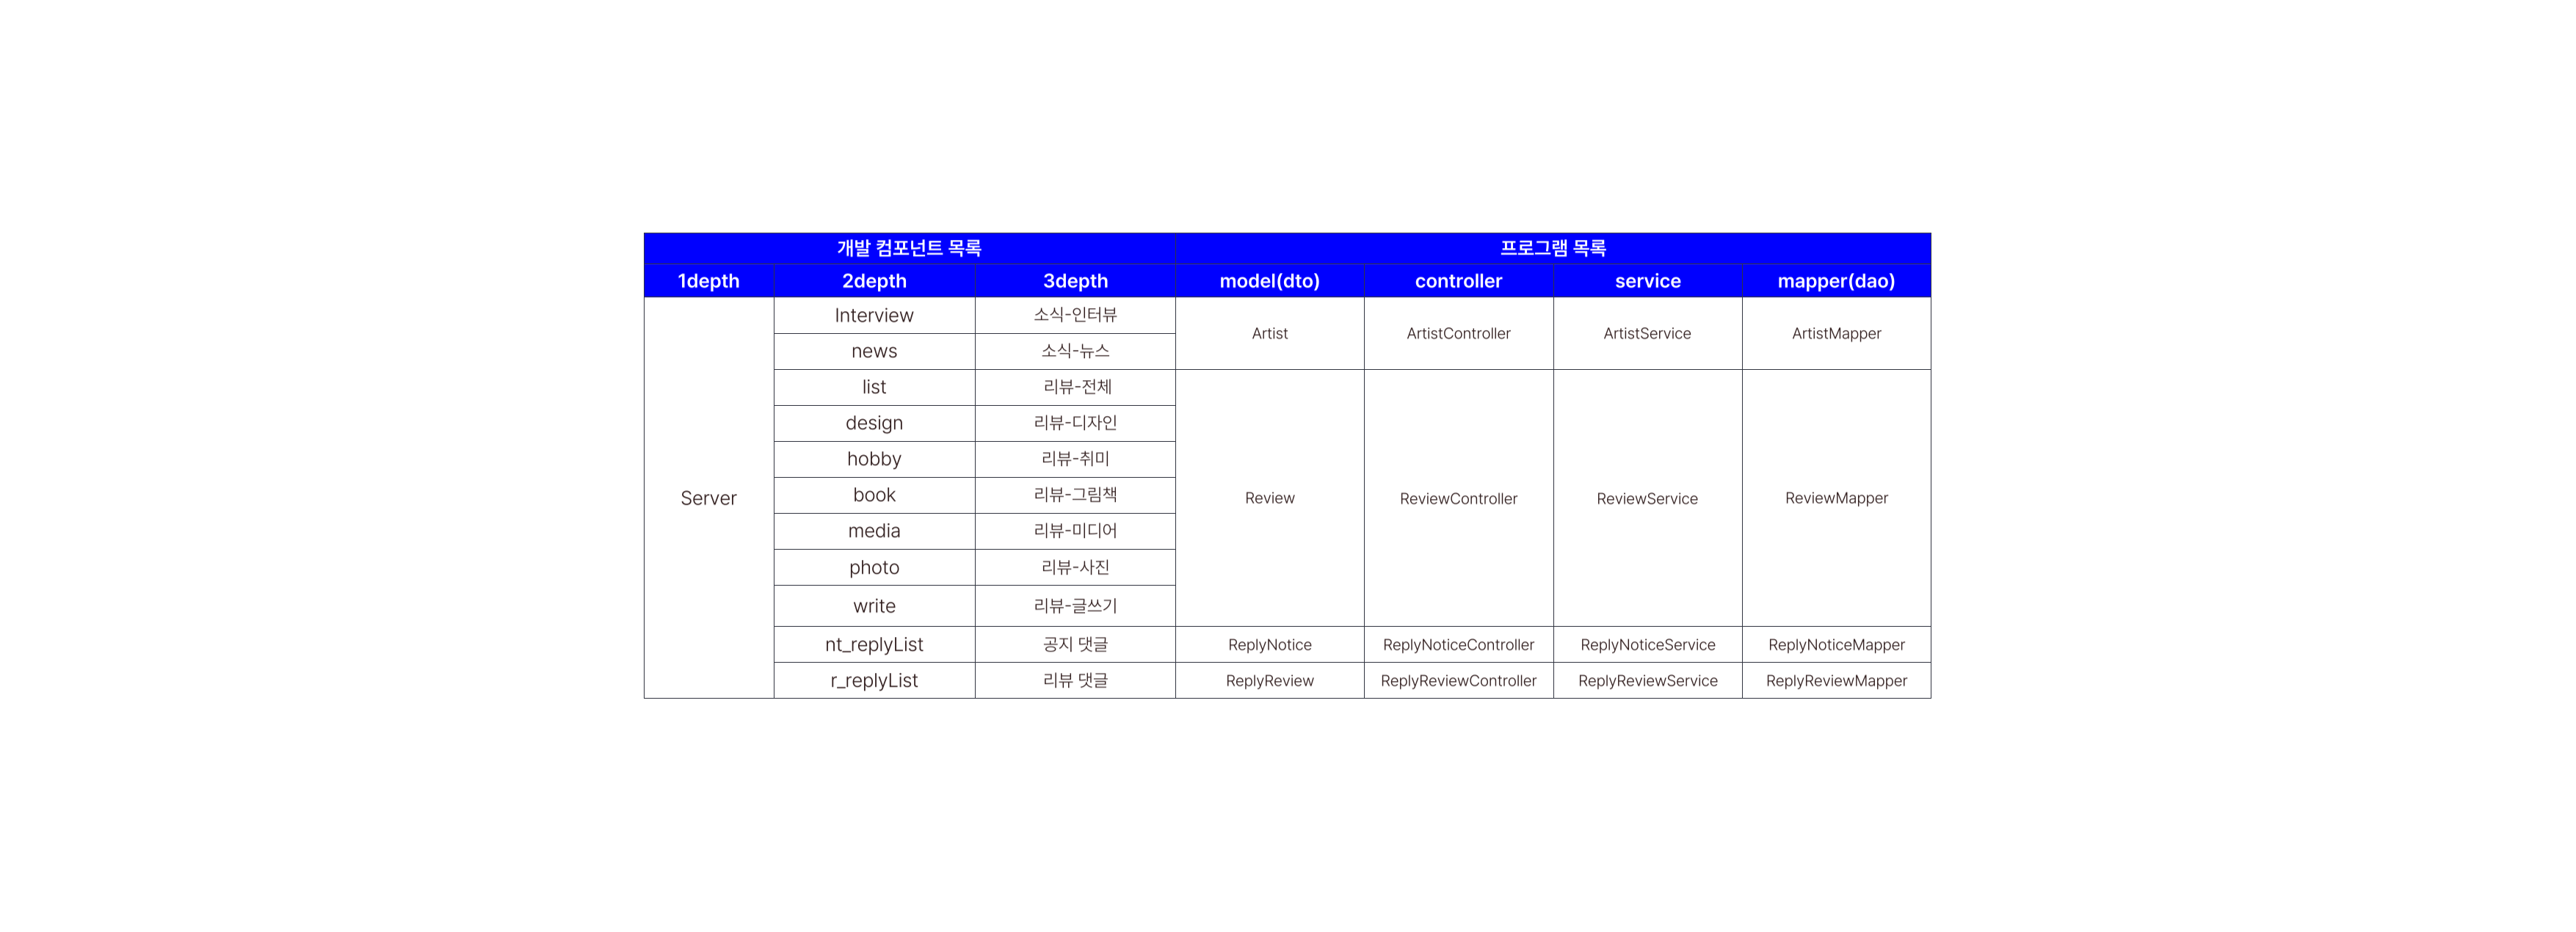 개발 컴포넌트 목록 프로그램 목록
1depth 2depth 3depth model(dto) controller service mapper(dao)
Interview 소식-인터뷰
Artist ArtistController ArtistService ArtistMapper
news 소식-뉴스
list 리뷰-전체
design 리뷰-디자인
hobby 리뷰-취미
book 리뷰-그림책
Server Review ReviewController ReviewService ReviewMapper
media 리뷰-미디어
photo 리뷰-사진
write 리뷰-글쓰기
nt_replyList 공지 댓글 ReplyNotice ReplyNoticeController ReplyNoticeService ReplyNoticeMapper
r_replyList 리뷰 댓글 ReplyReview ReplyReviewController ReplyReviewService ReplyReviewMapper